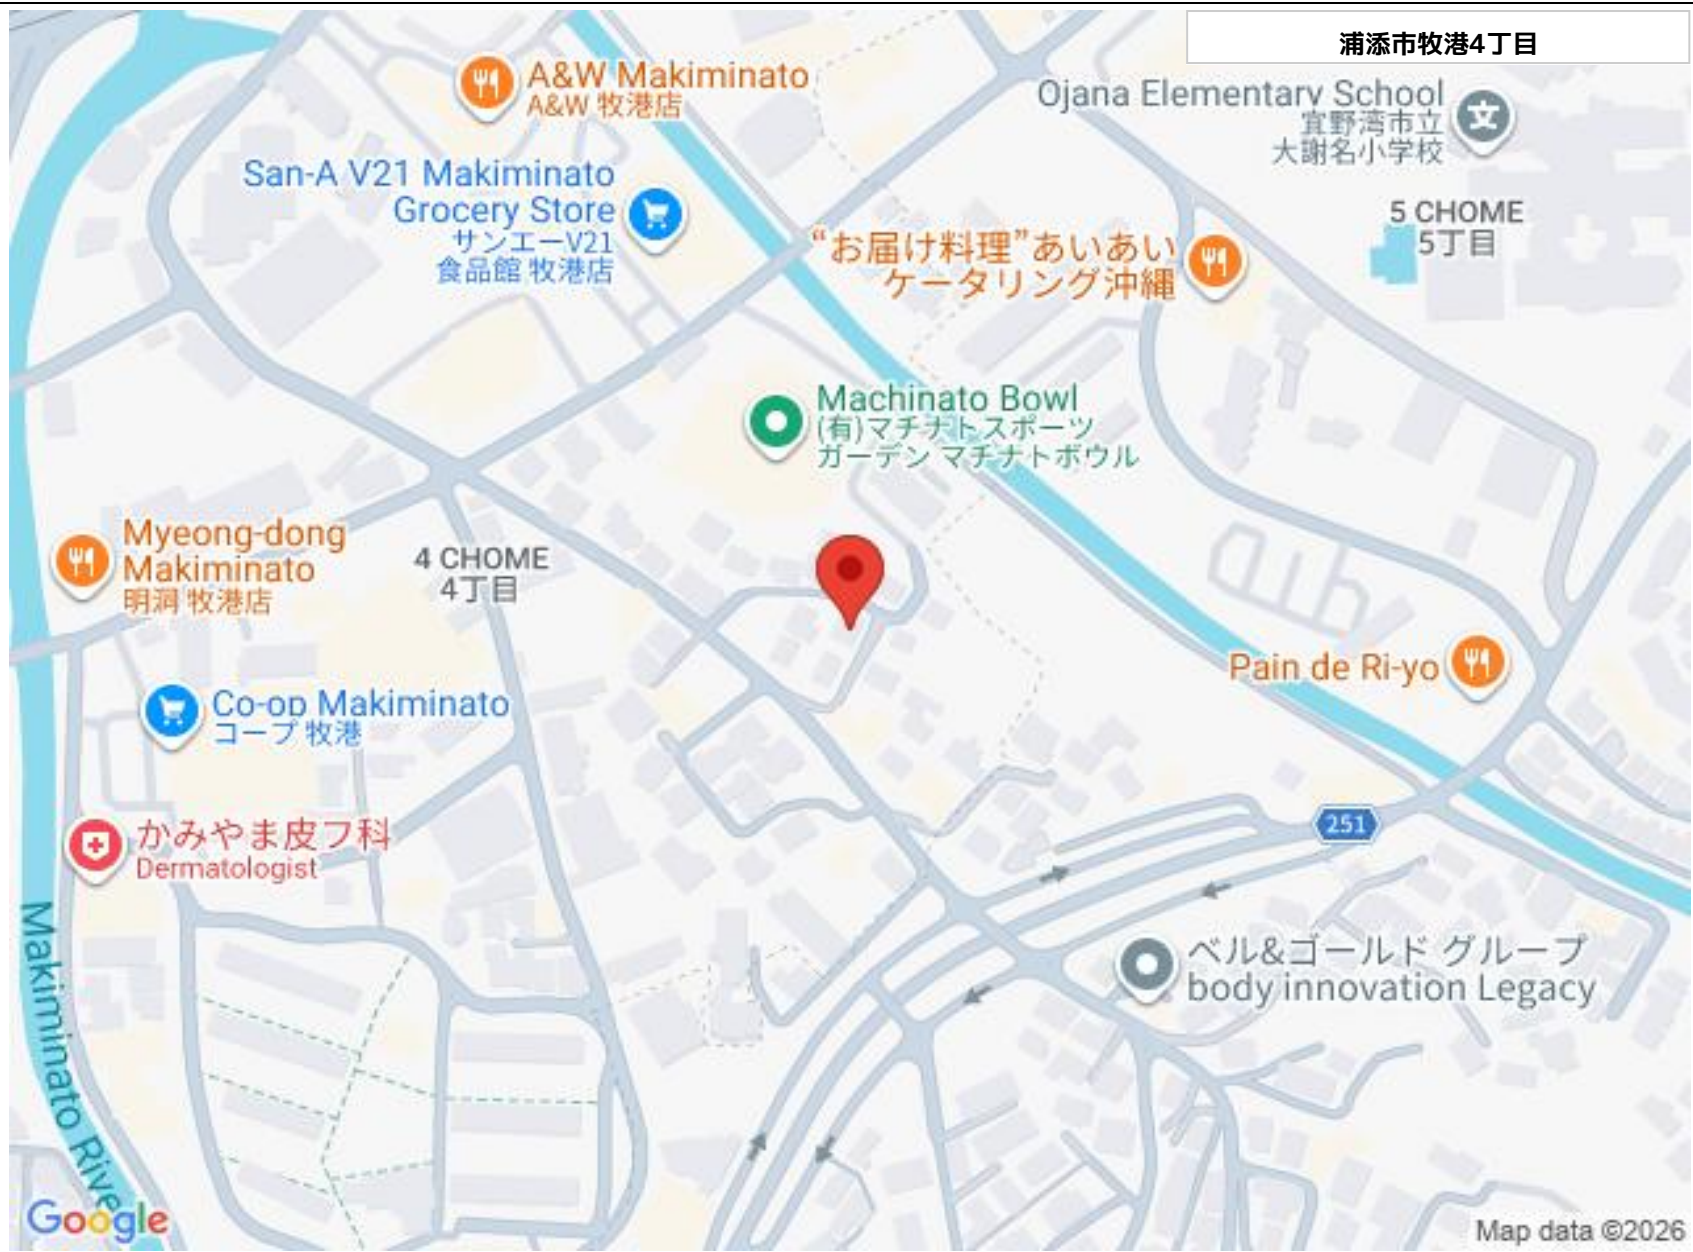 浦添市牧港4丁目
A&W Makiminato
A&W 牧港店
Ojana Elementary School
宜野湾市立
大謝名小学校
San-A V21 Makiminato
Grocery Store
サンエーV21
食品館 牧港店
5 CHOME
5丁目
“お届け料理”あいあい
ケータリング沖縄
Machinato Bowl
(有)マチナトスポーツ
ガーデン マチナトボウル
Myeong-dong
Makiminato
明洞 牧港店
4 CHOME
4丁目
Pain de Ri-yo
Co-op Makiminato
コープ 牧港
251
かみやま皮フ科
Dermatologist
ベル&ゴールド グループ
body innovation Legacy
Makiminato River
Google
Map data ©2026